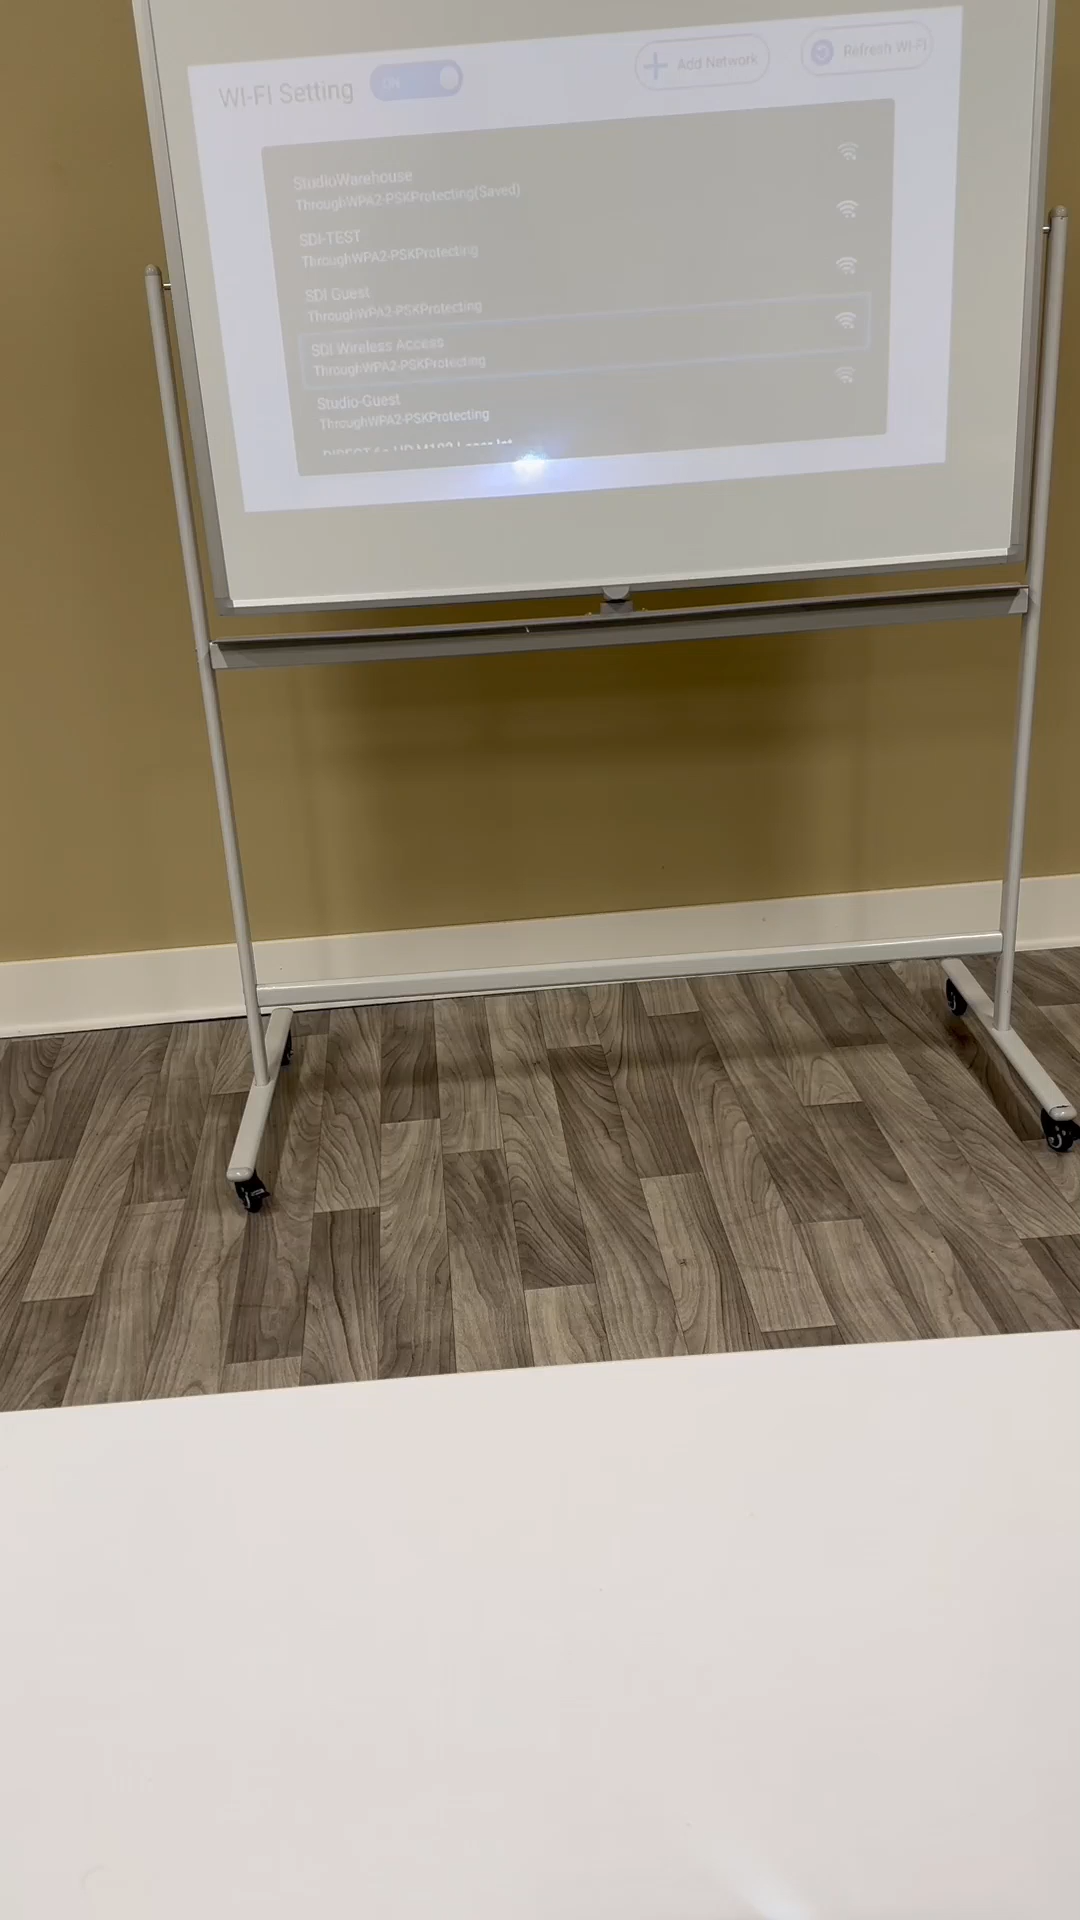 WI-FI Setting
ON
Add Network
Refresh WI-FI
StudioWarehouse
ThroughWPA2-PSKProtecting(Saved)
SDI-TEST
ThroughWPA2-PSKProtecting
SDI Guest
ThroughWPA2-PSKProtecting
SDI Wireless Access
ThroughWPA2-PSKProtecting
Studio-Guest
ThroughWPA2-PSKProtecting